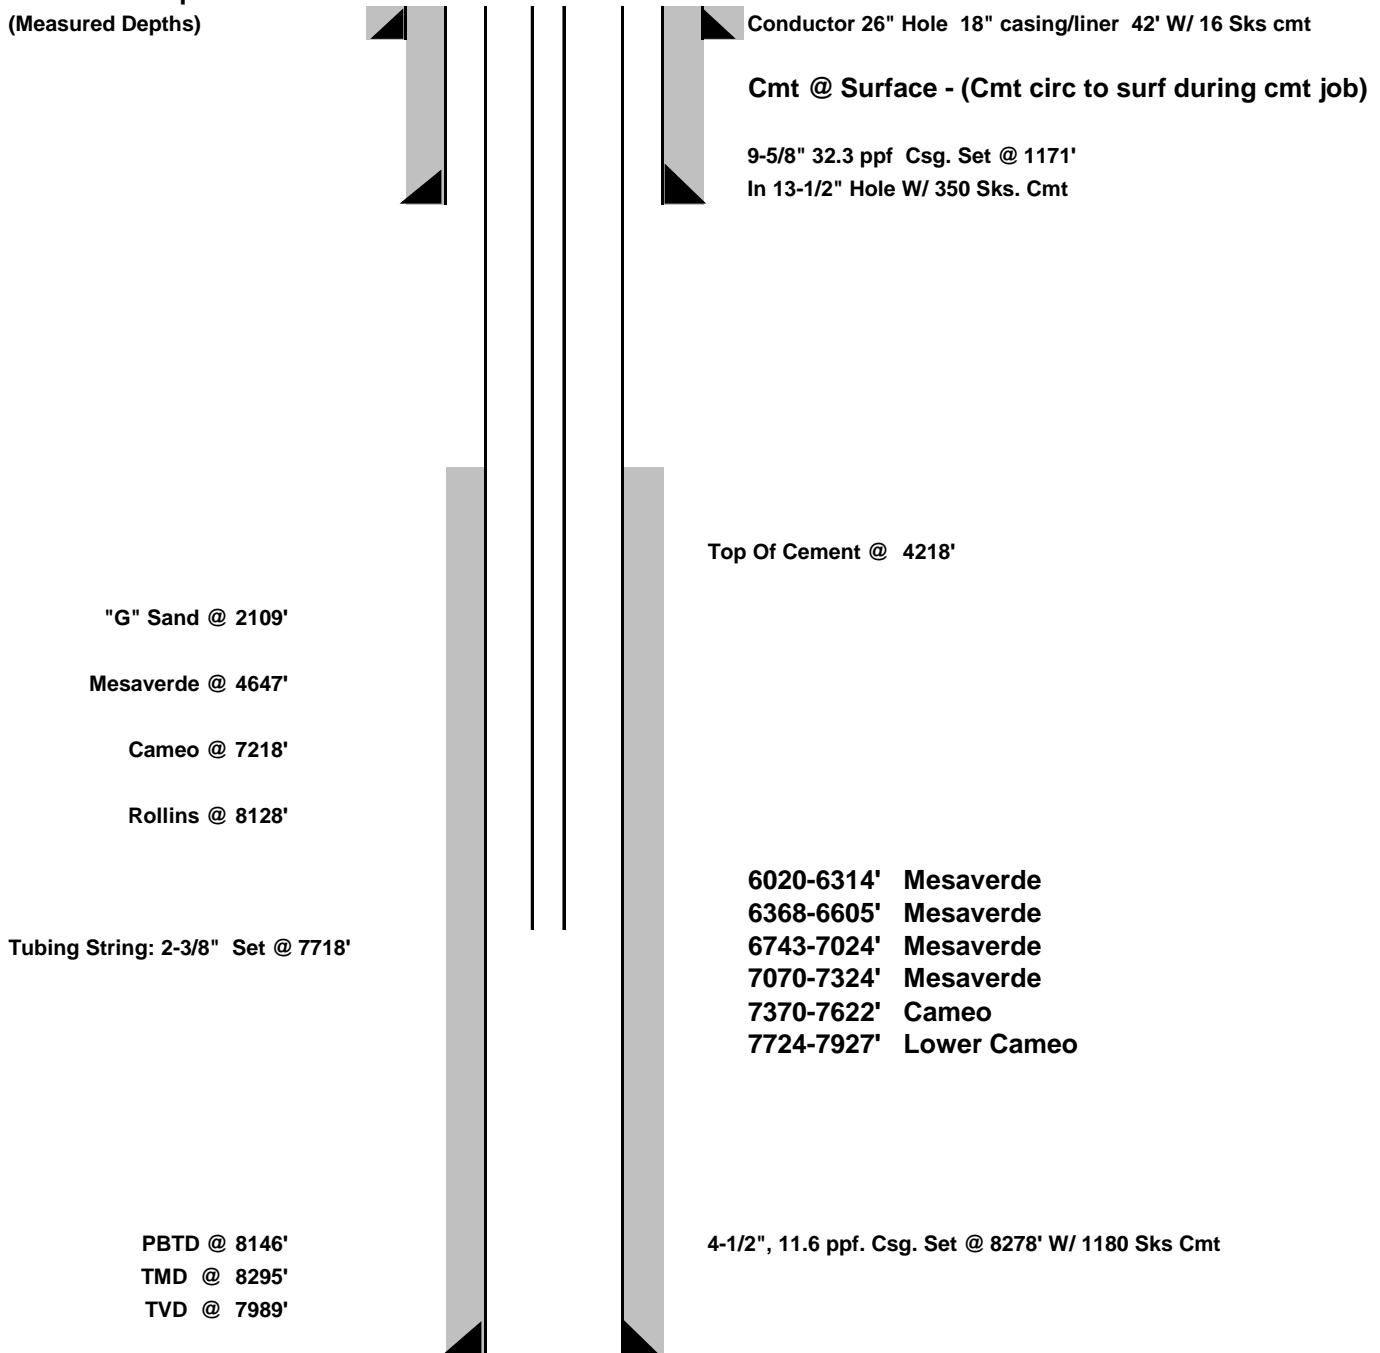 (Measured Depths)
Conductor 26" Hole 18" casing/liner 42' W/ 16 Sks cmt
Cmt @ Surface - (Cmt circ to surf during cmt job)
9-5/8" 32.3 ppf Csg. Set @ 1171'
In 13-1/2" Hole W/ 350 Sks. Cmt
Top Of Cement @ 4218'
"G" Sand @ 2109'
Mesaverde @ 4647'
Cameo @ 7218'
Rollins @ 8128'
6020-6314' Mesaverde
6368-6605' Mesaverde
6743-7024' Mesaverde
7070-7324' Mesaverde
7370-7622' Cameo
7724-7927' Lower Cameo
Tubing String: 2-3/8" Set @ 7718'
PBTD @ 8146'
TMD @ 8295'
TVD @ 7989'
4-1/2", 11.6 ppf. Csg. Set @ 8278' W/ 1180 Sks Cmt